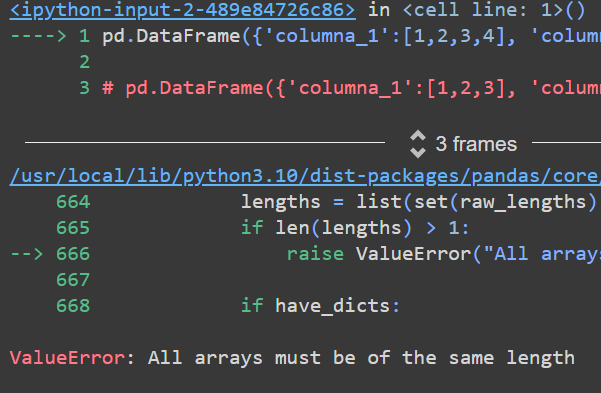 <ipython-input-2-489e84726c86> in <cell line: 1>()
----> 1 pd.DataFrame({'columna_1':[1,2,3,4], 'colum
2
3 # pd.DataFrame({'columna_1':[1,2,3], 'colum
3 frames
/usr/local/lib/python3.10/dist-packages/pandas/core/
664 lengths = list(set(raw_lengths)
665 if len(lengths) > 1:
--> 666 raise ValueError("All arrays
667
668 if have_dicts:
ValueError: All arrays must be of the same length